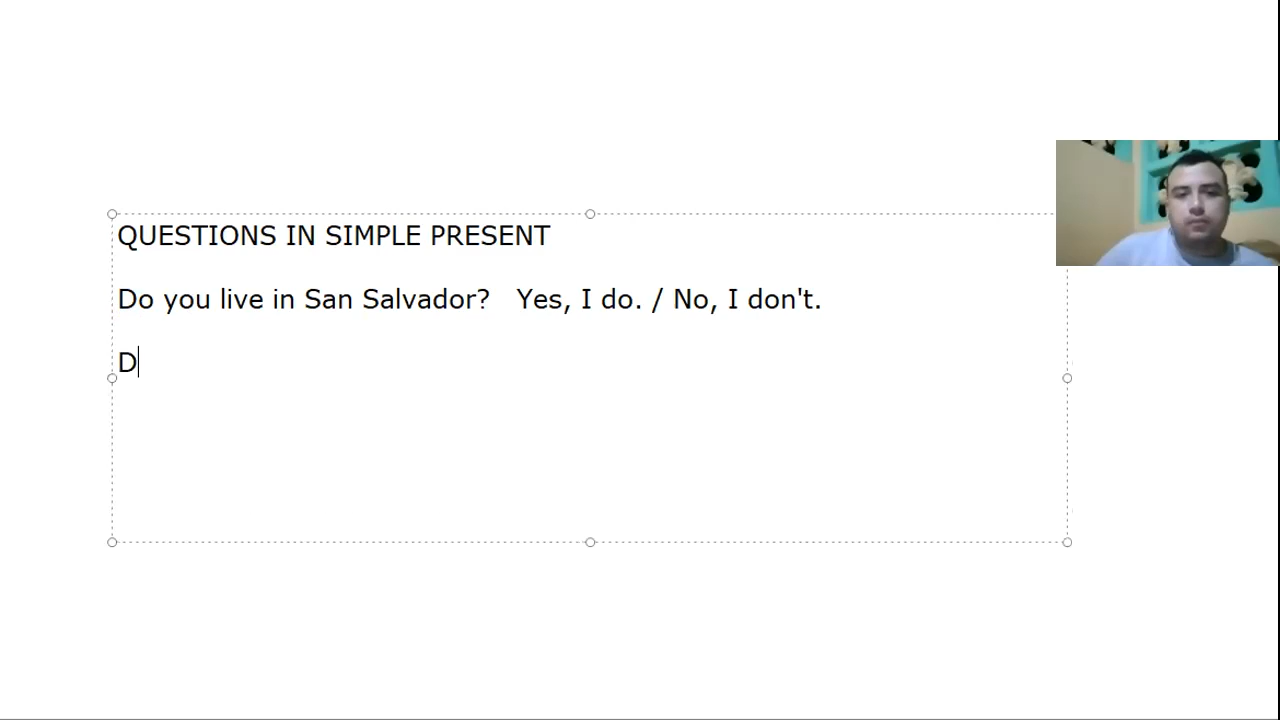 QUESTIONS IN SIMPLE PRESENT
Do you live in San Salvador? Yes, I do. / No, I don't.
D